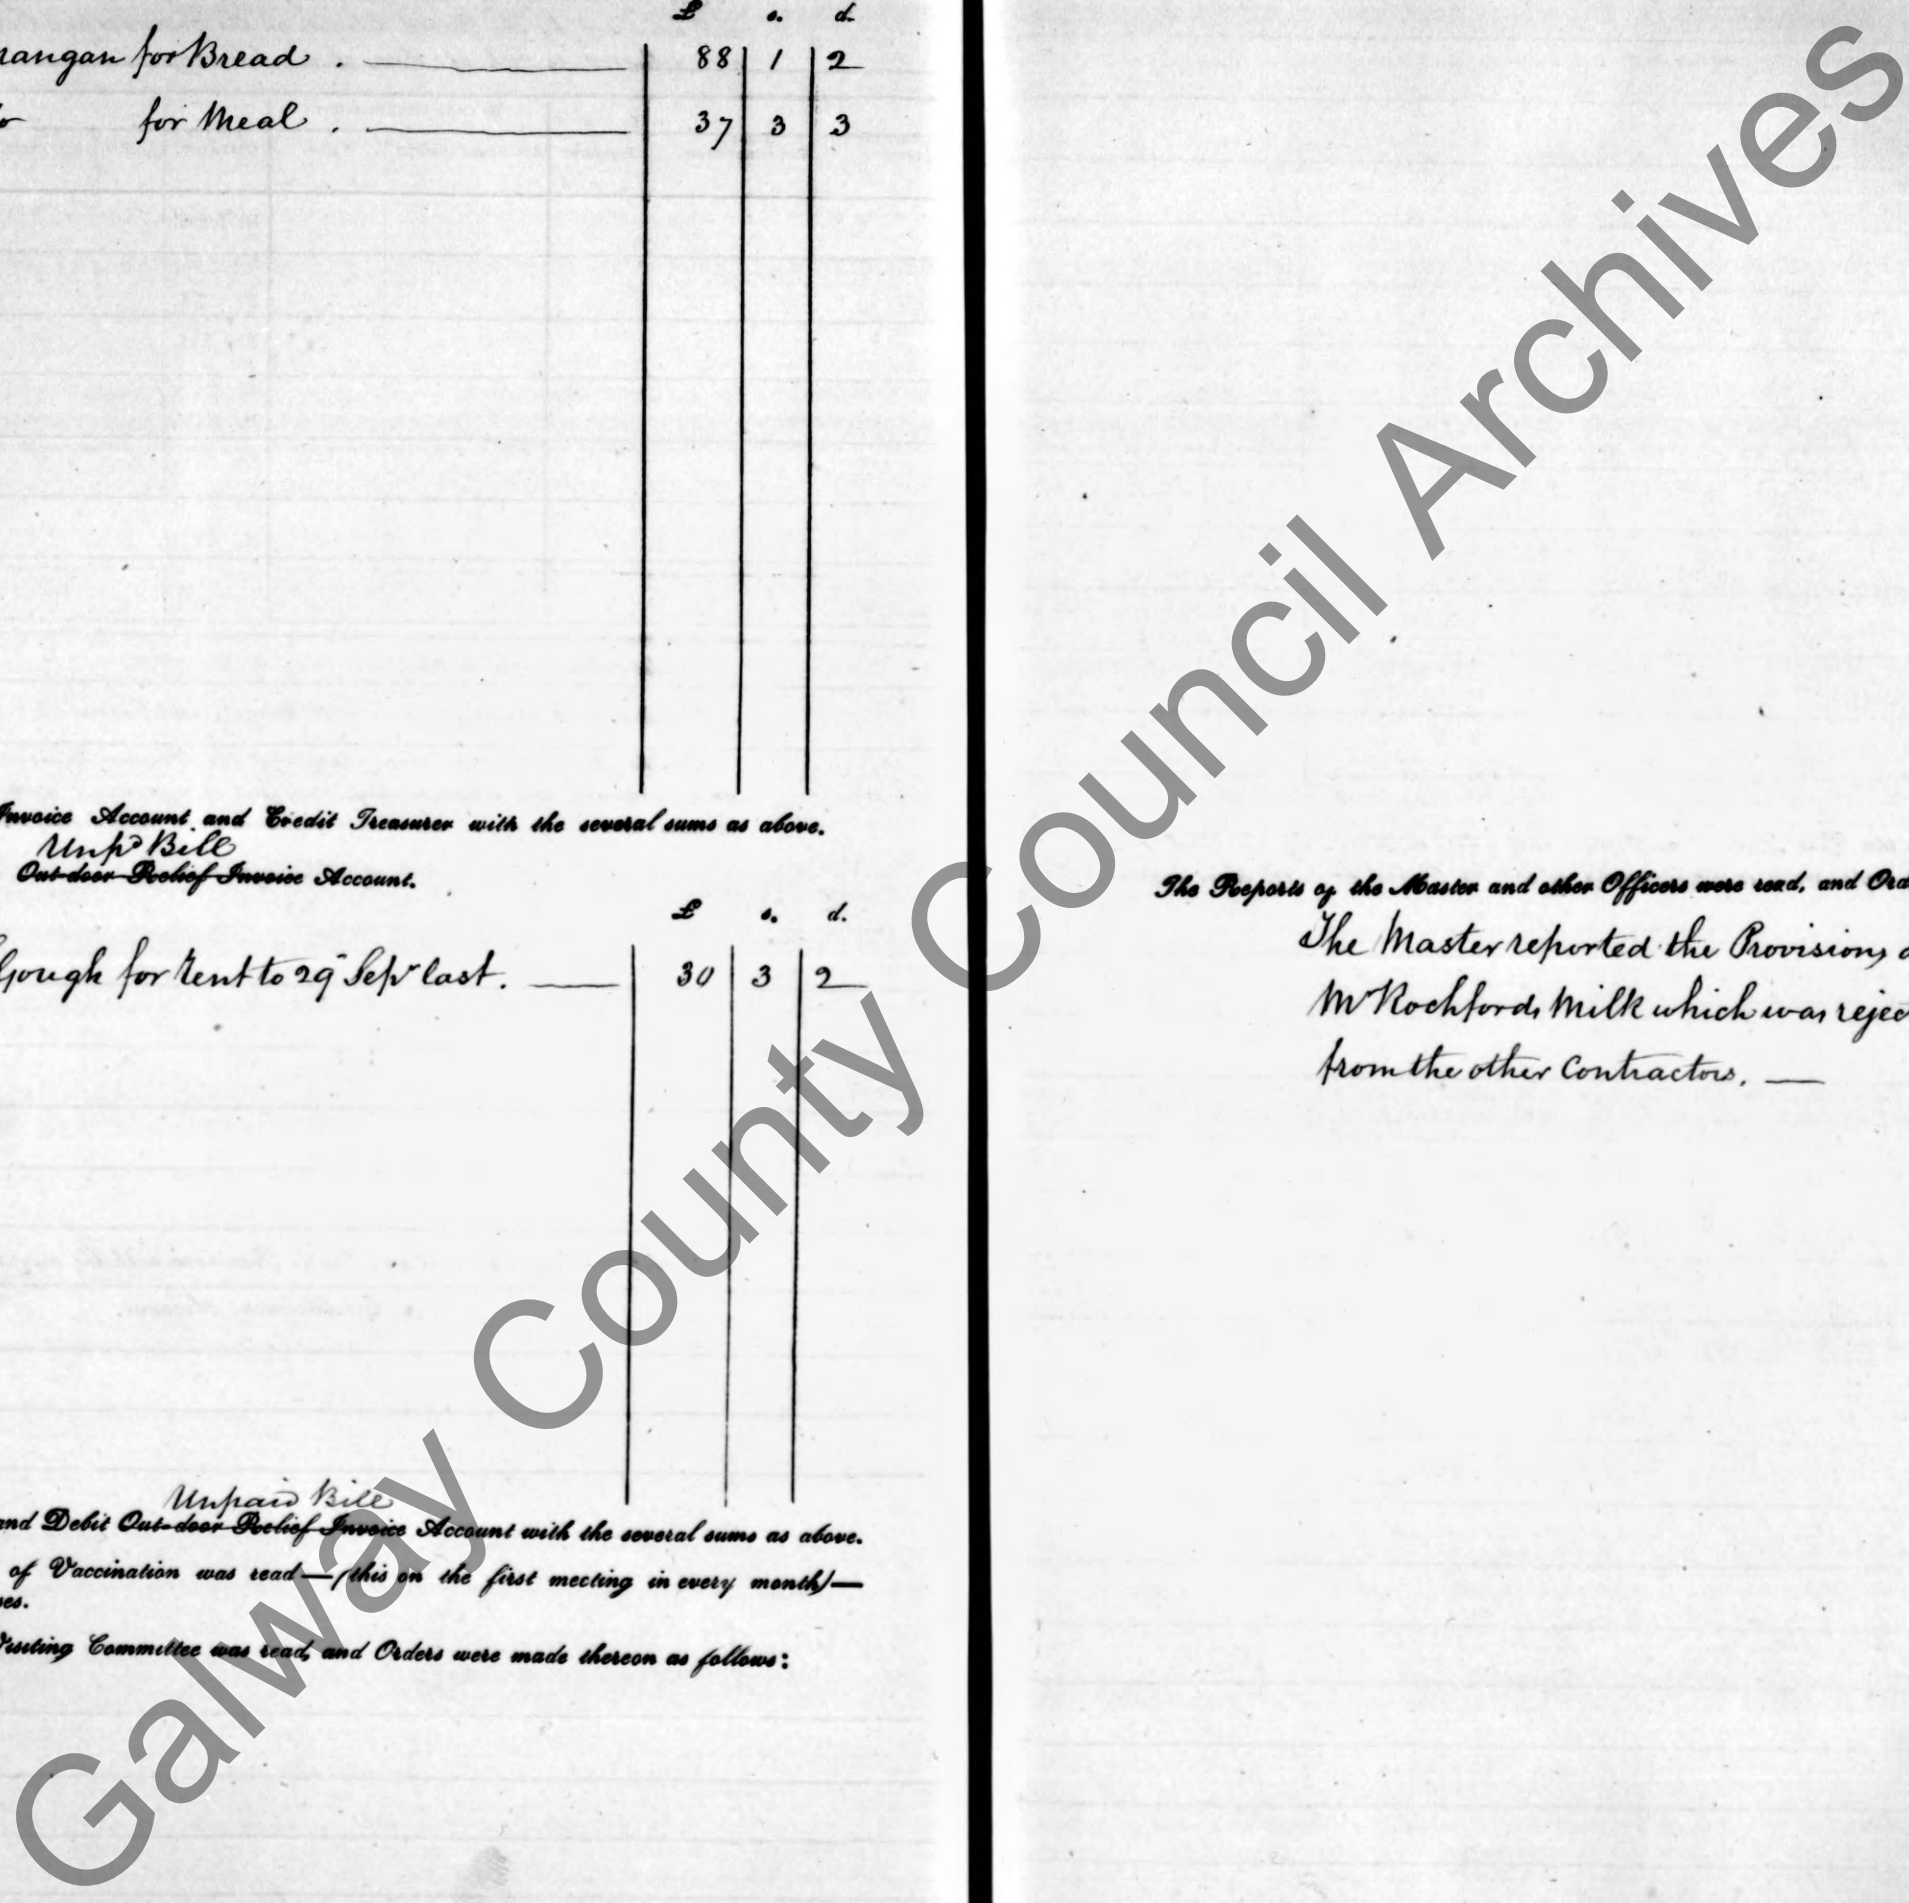 £ s. d.
rangan for Bread . 88 1 2
for Meal . 37 3 3
Invoice Account and Credit Treasurer with the several sums as above.
Unpd Bill
Out-door Relief Invoice Account.
£ s. d.
Gough for Rent to 29 Sepr last. 30 3 2
Unpaid Bill
and Debit Out-door Relief Invoice Account with the several sums as above.
of Vaccination was read—(this on the first meeting in every month)—
ses.
Visiting Committee was read, and Orders were made thereon as follows:
The Reports of the Master and other Officers were read, and Ord
The Master reported the Provisions
Mr Rochfords Milk which was rejec
from the other Contractors. —
Galway County Council Archives